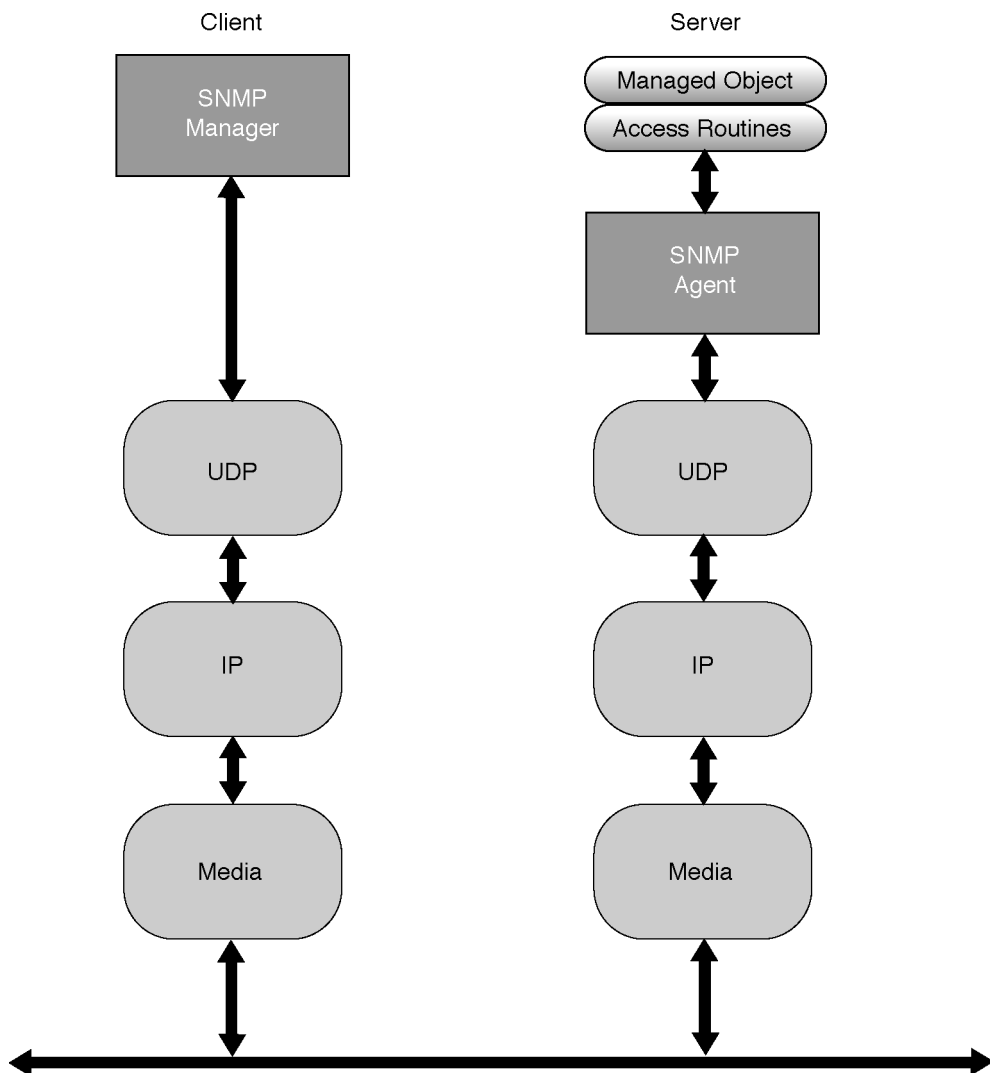 Client
Server
SNMP
Manager
Managed Object
Access Routines
SNMP
Agent
UDP
UDP
IP
IP
Media
Media